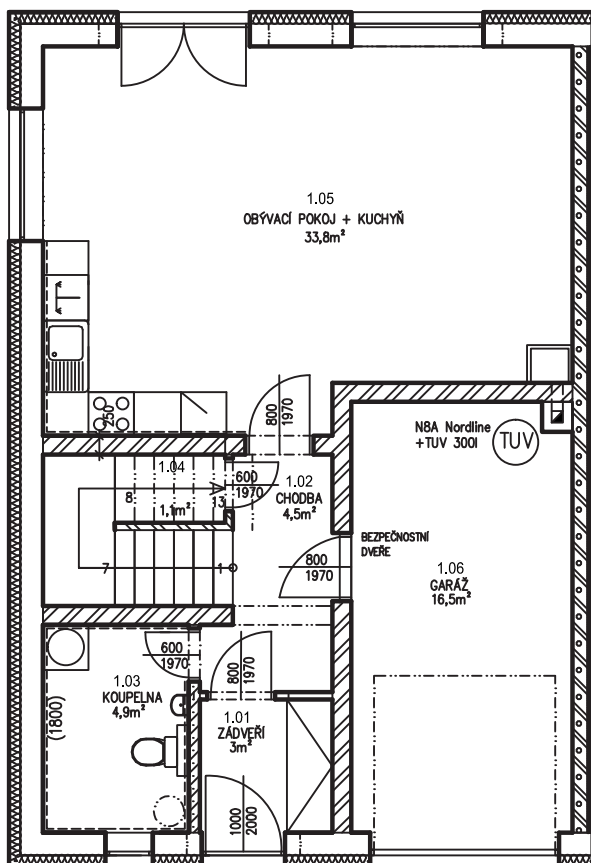 1.05
OBÝVACÍ POKOJ + KUCHYŇ
33,8m²
250
800
1970
N8A Nordline
+TUV 300l
TUV
1.04
8
1,1m²
13
600
1970
1.02
CHODBA
4,5m²
BEZPEČNOSTNÍ
DVEŘE
7
1
800
1970
1.06
GARÁŽ
16,5m²
600
1970
800
1970
1.03
KOUPELNA
4,9m²
(1800)
1.01
ZÁDVEŘÍ
3m²
1000
2000